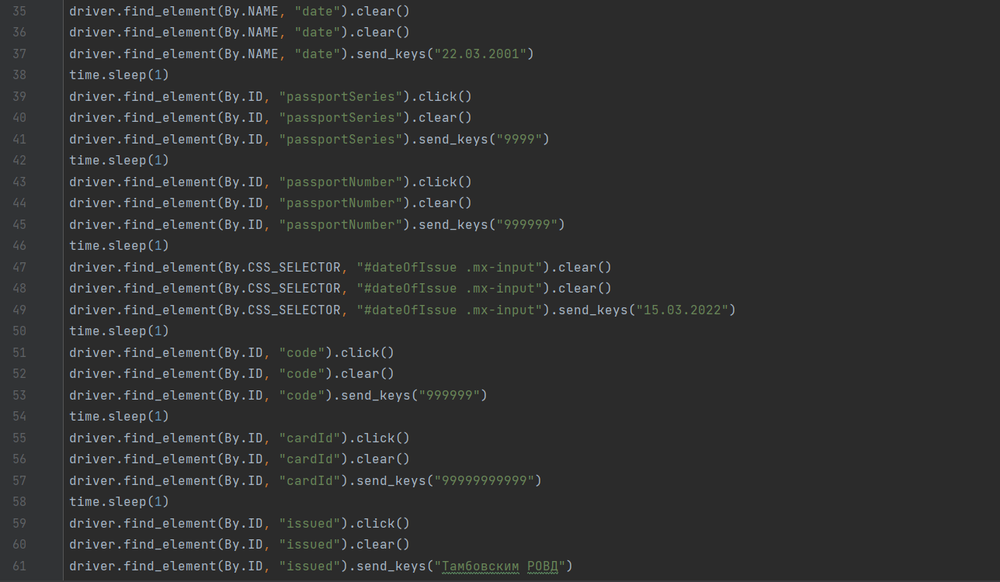 35 driver.find_element(By.NAME, "date").clear()
36 driver.find_element(By.NAME, "date").clear()
37 driver.find_element(By.NAME, "date").send_keys("22.03.2001")
38 time.sleep(1)
39 driver.find_element(By.ID, "passportSeries").click()
40 driver.find_element(By.ID, "passportSeries").clear()
41 driver.find_element(By.ID, "passportSeries").send_keys("9999")
42 time.sleep(1)
43 driver.find_element(By.ID, "passportNumber").click()
44 driver.find_element(By.ID, "passportNumber").clear()
45 driver.find_element(By.ID, "passportNumber").send_keys("999999")
46 time.sleep(1)
47 driver.find_element(By.CSS_SELECTOR, "#dateOfIssue .mx-input").clear()
48 driver.find_element(By.CSS_SELECTOR, "#dateOfIssue .mx-input").clear()
49 driver.find_element(By.CSS_SELECTOR, "#dateOfIssue .mx-input").send_keys("15.03.2022")
50 time.sleep(1)
51 driver.find_element(By.ID, "code").click()
52 driver.find_element(By.ID, "code").clear()
53 driver.find_element(By.ID, "code").send_keys("999999")
54 time.sleep(1)
55 driver.find_element(By.ID, "cardId").click()
56 driver.find_element(By.ID, "cardId").clear()
57 driver.find_element(By.ID, "cardId").send_keys("99999999999")
58 time.sleep(1)
59 driver.find_element(By.ID, "issued").click()
60 driver.find_element(By.ID, "issued").clear()
61 driver.find_element(By.ID, "issued").send_keys("Тамбовским РОВД")